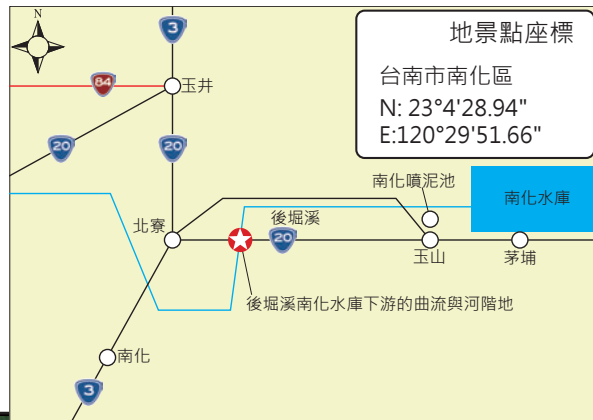 N
3
地景點座標
台南市南化區
N: 23°4'28.94"
E:120°29'51.66"
84
玉井
20
20
南化噴泥池
南化水庫
北寮
後堀溪
20
玉山
茅埔
後堀溪南化水庫下游的曲流與河階地
南化
3